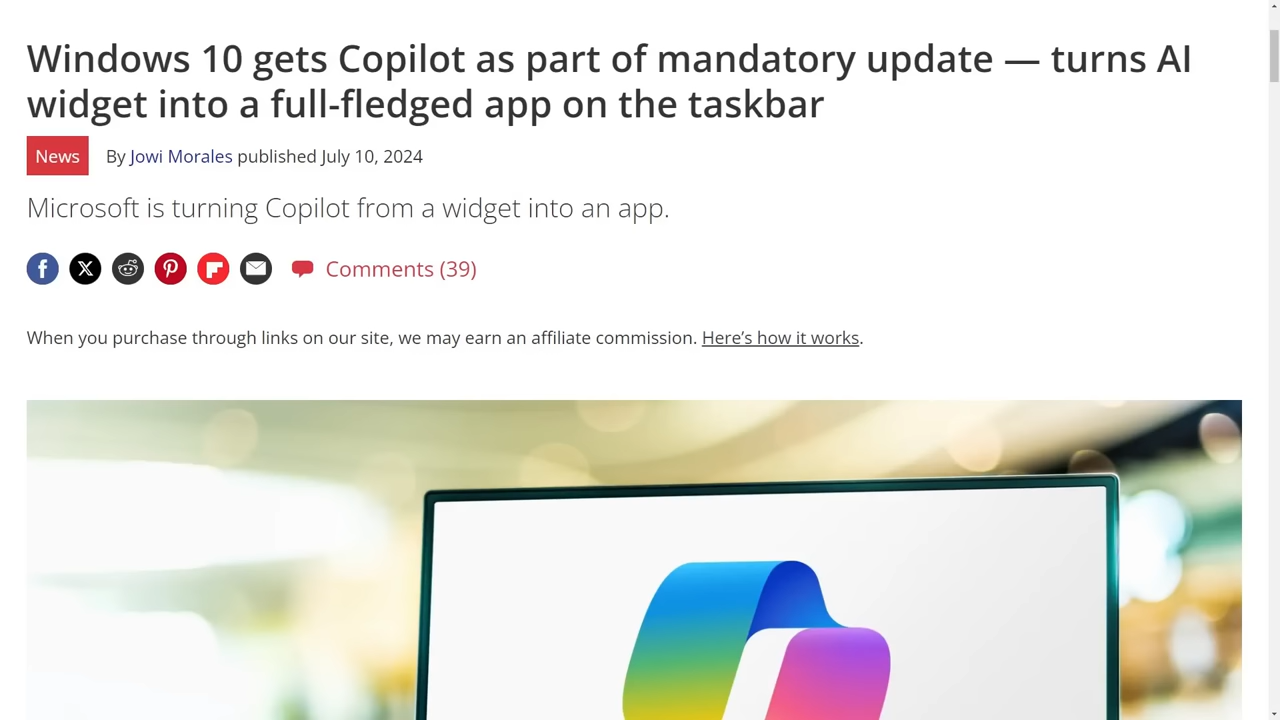 Windows 10 gets Copilot as part of mandatory update — turns AI
widget into a full-fledged app on the taskbar
News By Jowi Morales published July 10, 2024
Microsoft is turning Copilot from a widget into an app.
Comments (39)
When you purchase through links on our site, we may earn an affiliate commission. Here’s how it works.